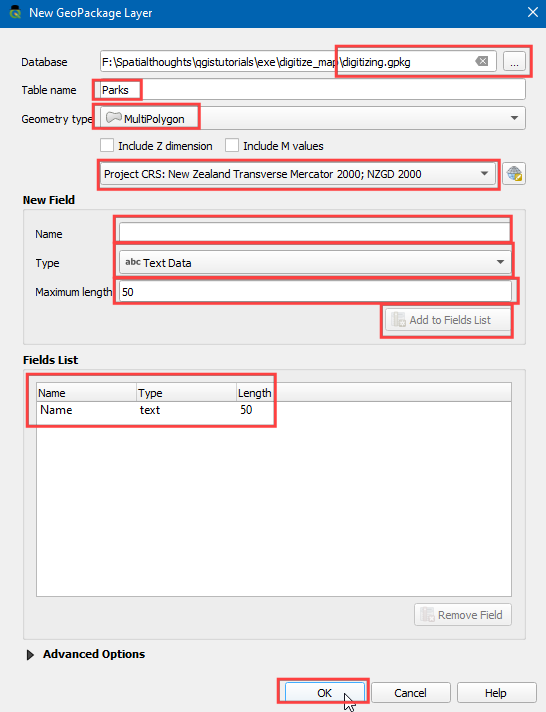 New GeoPackage Layer
Database F:\Spatialthoughts\qgistutorials\exe\digitize_map\digitizing.gpkg ...
Table name Parks
Geometry type MultiPolygon
Include Z dimension Include M values
Project CRS: New Zealand Transverse Mercator 2000; NZGD 2000
New Field
Name
Type abc Text Data
Maximum length 50
Add to Fields List
Fields List
Name Type Length
Name text 50
Remove Field
Advanced Options
OK Cancel Help